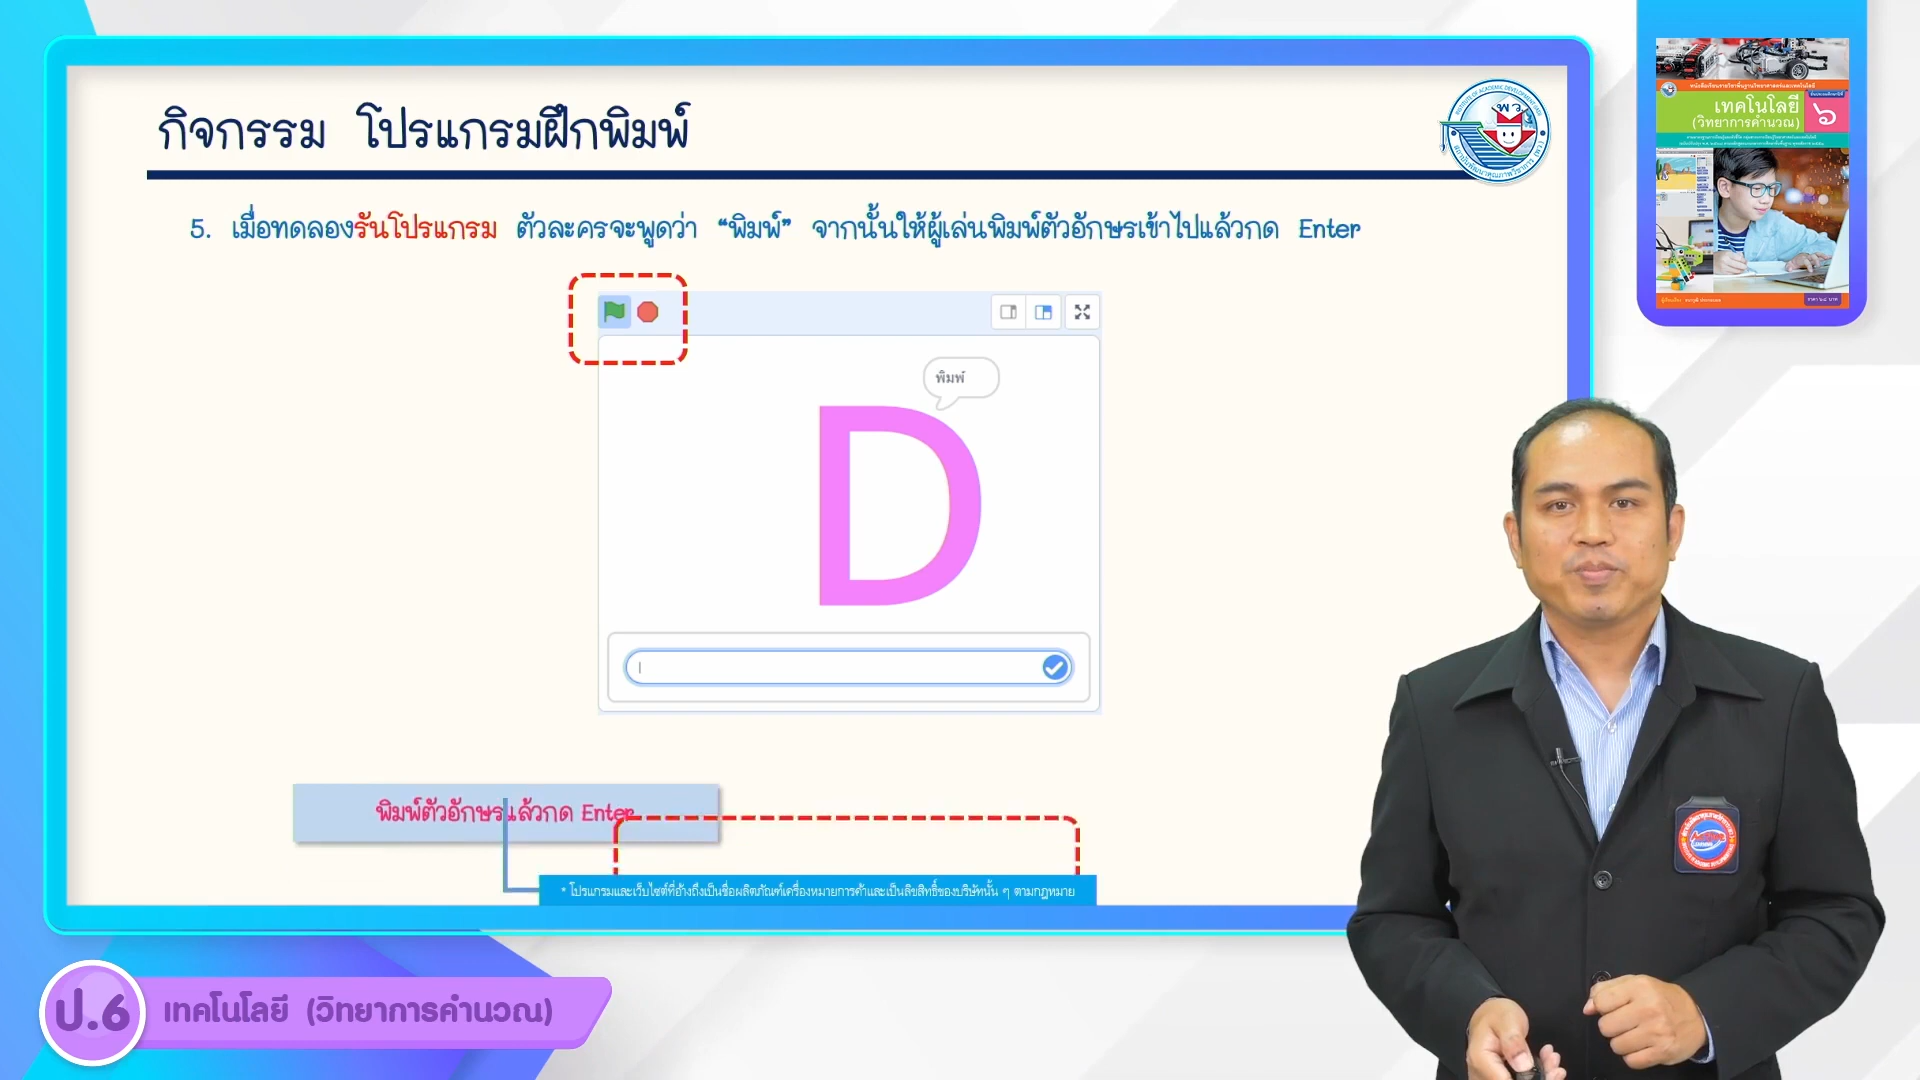 กิจกรรม โปรแกรมฝึกพิมพ์
5. เมื่อทดลองรันโปรแกรม ตัวละครจะพูดว่า “พิมพ์” จากนั้นให้ผู้เล่นพิมพ์ตัวอักษรเข้าไปแล้วกด Enter
พิมพ์
D
พิมพ์ตัวอักษรแล้วกด Enter
* โปรแกรมและเว็บไซต์ที่อ้างถึงเป็นชื่อผลิตภัณฑ์เครื่องหมายการค้าและเป็นลิขสิทธิ์ของบริษัทนั้น ๆ ตามกฎหมาย
พว
เทคโนโลยี
(วิทยาการคำนวณ)
๖
ป.6 เทคโนโลยี (วิทยาการคำนวณ)